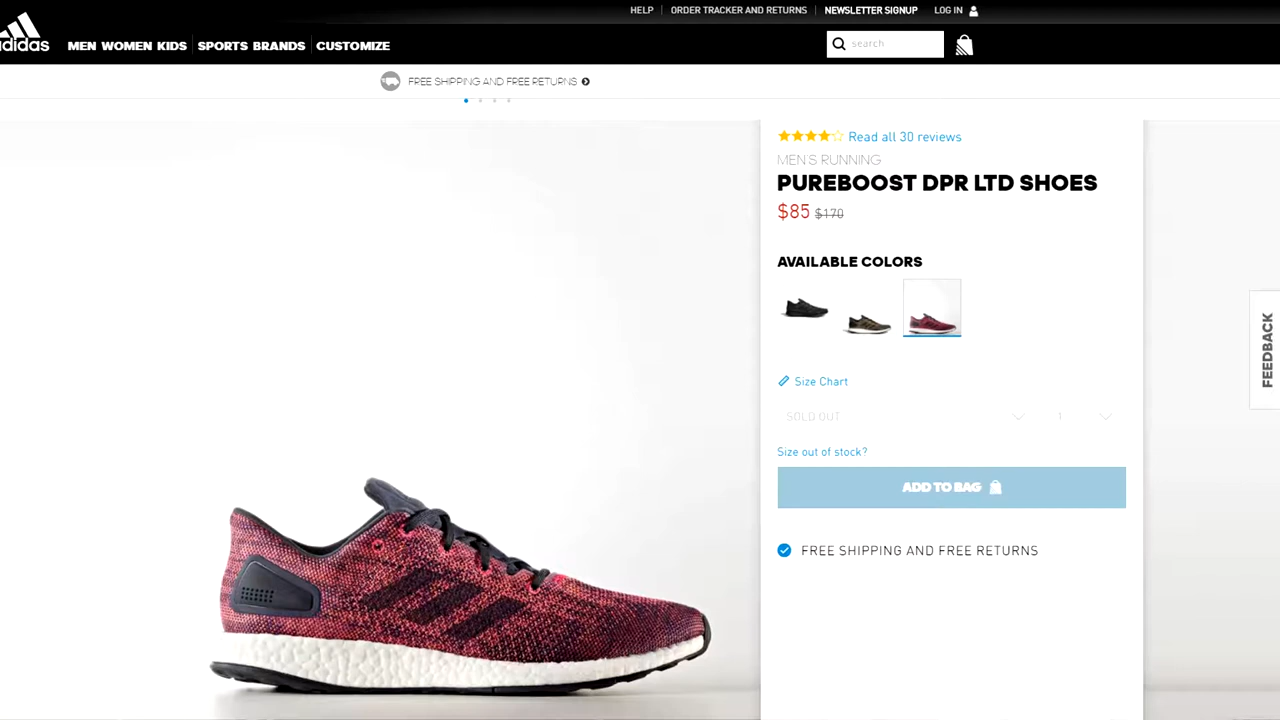 HELP
ORDER TRACKER AND RETURNS
NEWSLETTER SIGNUP
LOG IN
adidas
MEN WOMEN KIDS SPORTS BRANDS CUSTOMIZE
search
FREE SHIPPING AND FREE RETURNS
Read all 30 reviews
MEN'S RUNNING
PUREBOOST DPR LTD SHOES
$85 $170
AVAILABLE COLORS
Size Chart
SOLD OUT 1
Size out of stock?
ADD TO BAG
FREE SHIPPING AND FREE RETURNS
FEEDBACK